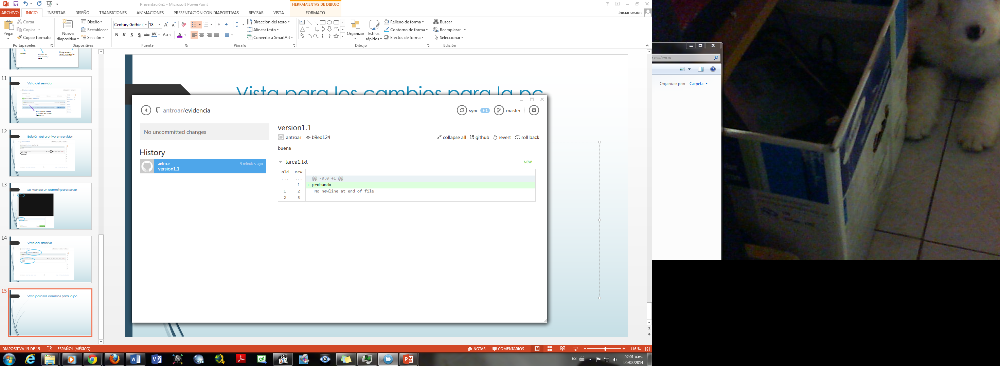 Presentación1 - Microsoft PowerPoint
HERRAMIENTAS DE DIBUJO
ARCHIVO INICIO INSERTAR DISEÑO TRANSICIONES ANIMACIONES PRESENTACIÓN CON DIAPOSITIVAS REVISAR VISTA FORMATO
Iniciar sesión
Pegar
Cortar
Copiar
Copiar formato
Portapapeles
Nueva diapositiva
Diseño
Restablecer
Sección
Diapositivas
Century Gothic ( 18
N K S S abc AV Aa A
Fuente
Párrafo
Dirección del texto
Alinear texto
Convertir a SmartArt
Organizar
Estilos rápidos
Relleno de forma
Contorno de forma
Efectos de forma
Dibujo
Buscar
Reemplazar
Seleccionar
Edición
11
Vista del servidor
12
Edición del archivo en servidor
13
Se manda un commit para salvar
14
Vista del archivo
15
Vista para los cambios para la pc
Vista para los cambios para la pc
antroar/evidencia
sync 1 master
No uncommitted changes
History
antroar 9 minutes ago
version1.1
version1.1
antroar b9ed124
collapse all github revert roll back
buena
tarea1.txt NEW
old new
... ... @@ -0,0 +1 @@
1 + probando
1 2 No newline at end of file
2 3
r evidencia
Organizar por: Carpeta
DIAPOSITIVA 15 DE 15 ESPAÑOL (MÉXICO)
NOTAS COMENTARIOS 116 %
ES 02:01 a.m.
05/02/2014